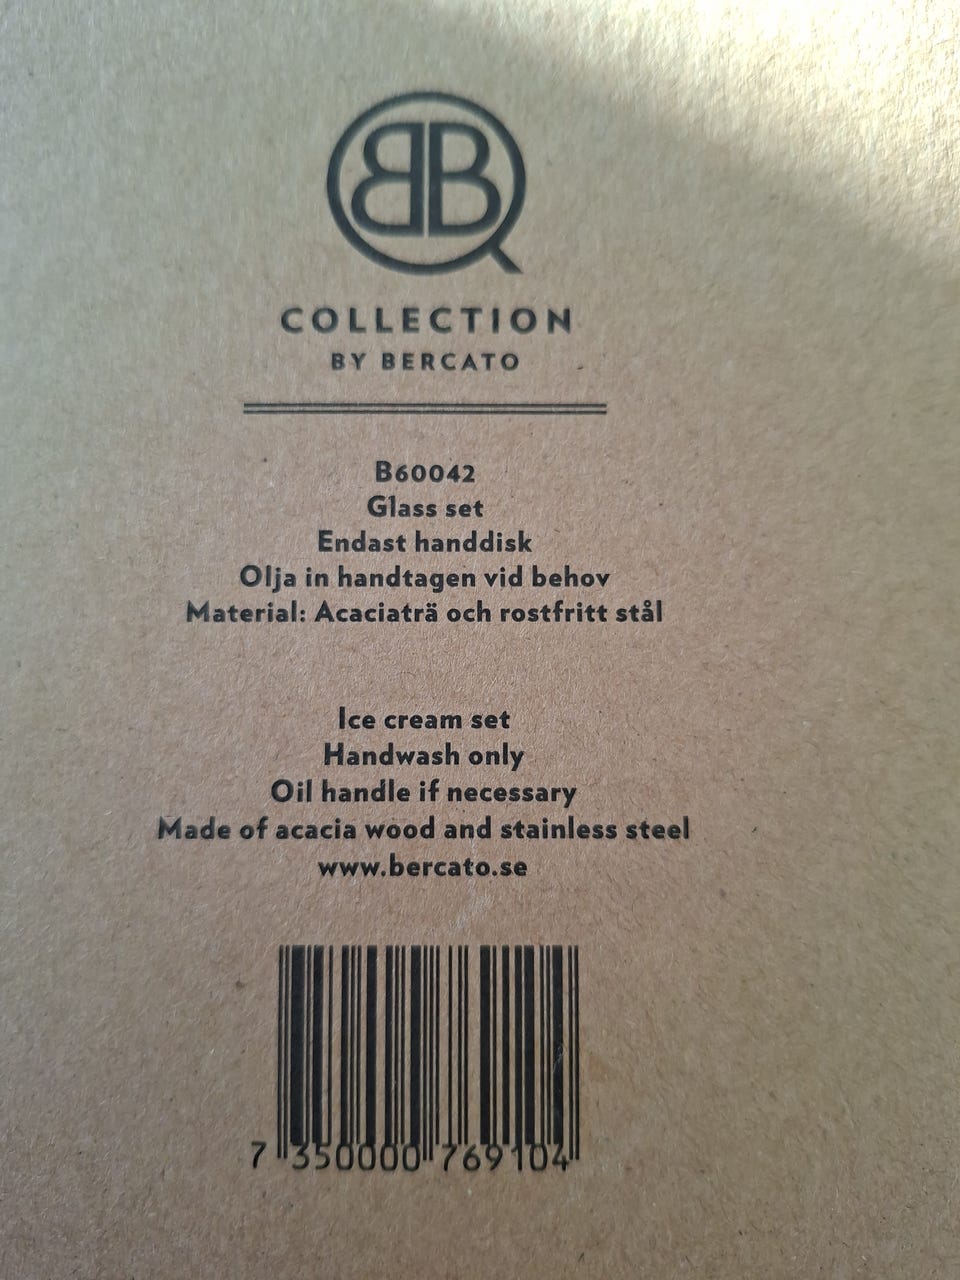 BBQ
COLLECTION
BY BERCATO
B60042
Glass set
Endast handdisk
Olja in handtagen vid behov
Material: Acaciaträ och rostfritt stål
Ice cream set
Handwash only
Oil handle if necessary
Made of acacia wood and stainless steel
www.bercato.se
7 350000 769104